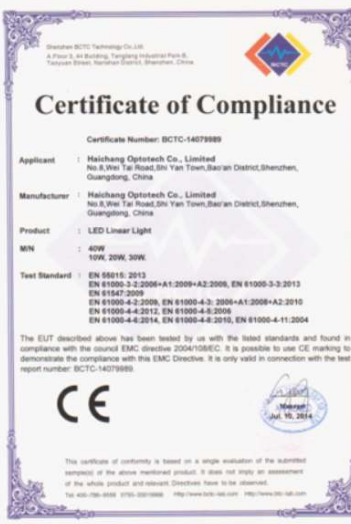 Shenzhen BCTC Technology Co., Ltd.
BCTC
Certificate of Compliance
Certificate Number: BCTC-14079989
Applicant : Haichang Optotech Co., Limited
No.8,Wei Tai Road,Shi Yan Town,Bao'an District,Shenzhen,
Guangdong, China
Manufacturer : Haichang Optotech Co., Limited
No.8,Wei Tai Road,Shi Yan Town,Bao'an District,Shenzhen,
Guangdong, China
Product : LED Linear Light
M/N : 40W
10W, 20W, 30W.
Test Standard : EN 55015: 2013
EN 61000-3-2:2006+A1:2009+A2:2009, EN 61000-3-3:2013
EN 61547:2009
EN 61000-4-2:2009, EN 61000-4-3: 2006+A1:2008+A2:2010
EN 61000-4-4:2012, EN 61000-4-5:2006
EN 61000-4-6:2014, EN 61000-4-8:2010, EN 61000-4-11:2004
The EUT described above has been tested by us with the listed standards and found in
compliance with the council EMC directive 2004/108/EC. It is possible to use CE marking to
demonstrate the compliance with this EMC Directive. It is only valid in connection with the test
report number: BCTC-14079989.
CE
Manager
Jul. 10, 2014
This certificate of conformity is based on a single evaluation of the submitted
sample(s) of the above mentioned product. It does not imply an assessment
of the whole product and relevant Directives have to be observed.